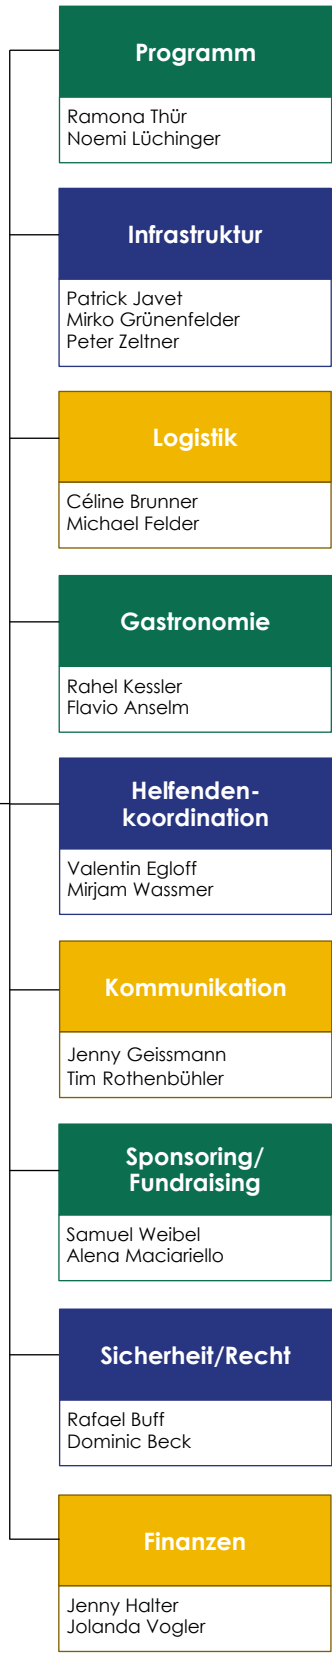 Programm
Ramona Thür
Noemi Lüchinger
Infrastruktur
Patrick Javet
Mirko Grünenfelder
Peter Zeltner
Logistik
Céline Brunner
Michael Felder
Gastronomie
Rahel Kessler
Flavio Anselm
Helfenden-
koordination
Valentin Egloff
Mirjam Wassmer
Kommunikation
Jenny Geissmann
Tim Rothenbühler
Sponsoring/
Fundraising
Samuel Weibel
Alena Maciariello
Sicherheit/Recht
Rafael Buff
Dominic Beck
Finanzen
Jenny Halter
Jolanda Vogler